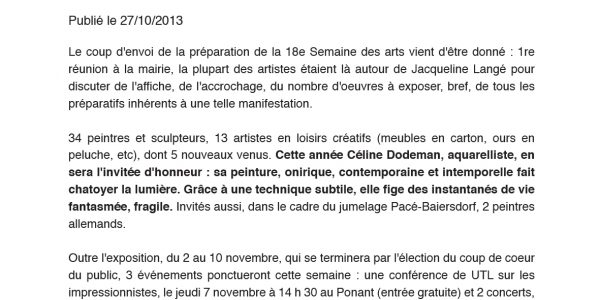 Publié le 27/10/2013
Le coup d'envoi de la préparation de la 18e Semaine des arts vient d'être donné : 1re
réunion à la mairie, la plupart des artistes étaient là autour de Jacqueline Langé pour
discuter de l'affiche, de l'accrochage, du nombre d'oeuvres à exposer, bref, de tous les
préparatifs inhérents à une telle manifestation.
34 peintres et sculpteurs, 13 artistes en loisirs créatifs (meubles en carton, ours en
peluche, etc), dont 5 nouveaux venus. Cette année Céline Dodeman, aquarelliste, en
sera l'invitée d'honneur : sa peinture, onirique, contemporaine et intemporelle fait
chatoyer la lumière. Grâce à une technique subtile, elle fige des instantanés de vie
fantasmée, fragile. Invités aussi, dans le cadre du jumelage Pacé-Baiersdorf, 2 peintres
allemands.
Outre l'exposition, du 2 au 10 novembre, qui se terminera par l'élection du coup de coeur
du public, 3 événements ponctueront cette semaine : une conférence de UTL sur les
impressionnistes, le jeudi 7 novembre à 14 h 30 au Ponant (entrée gratuite) et 2 concerts,